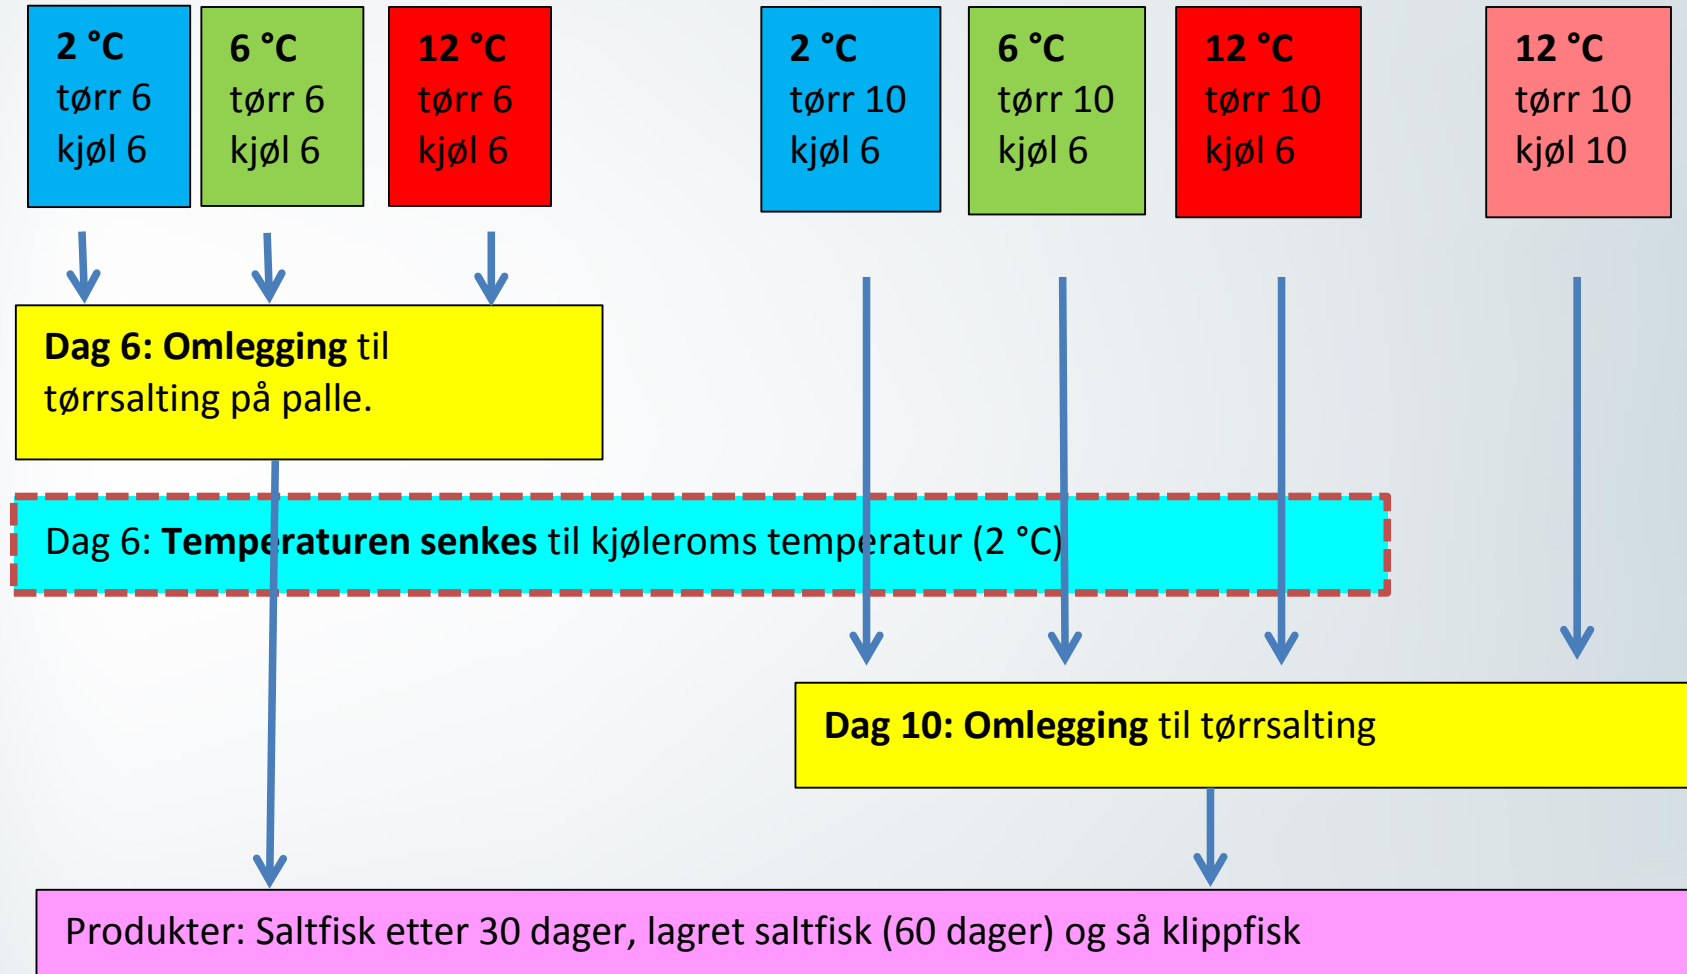 2 °C
tørr 6
kjøl 6
6 °C
tørr 6
kjøl 6
12 °C
tørr 6
kjøl 6
2 °C
tørr 10
kjøl 6
6 °C
tørr 10
kjøl 6
12 °C
tørr 10
kjøl 6
12 °C
tørr 10
kjøl 10
Dag 6: Omlegging til
tørrsalting på palle.
Dag 6: Temperaturen senkes til kjøleroms temperatur (2 °C)
Dag 10: Omlegging til tørrsalting
Produkter: Saltfisk etter 30 dager, lagret saltfisk (60 dager) og så klippfisk